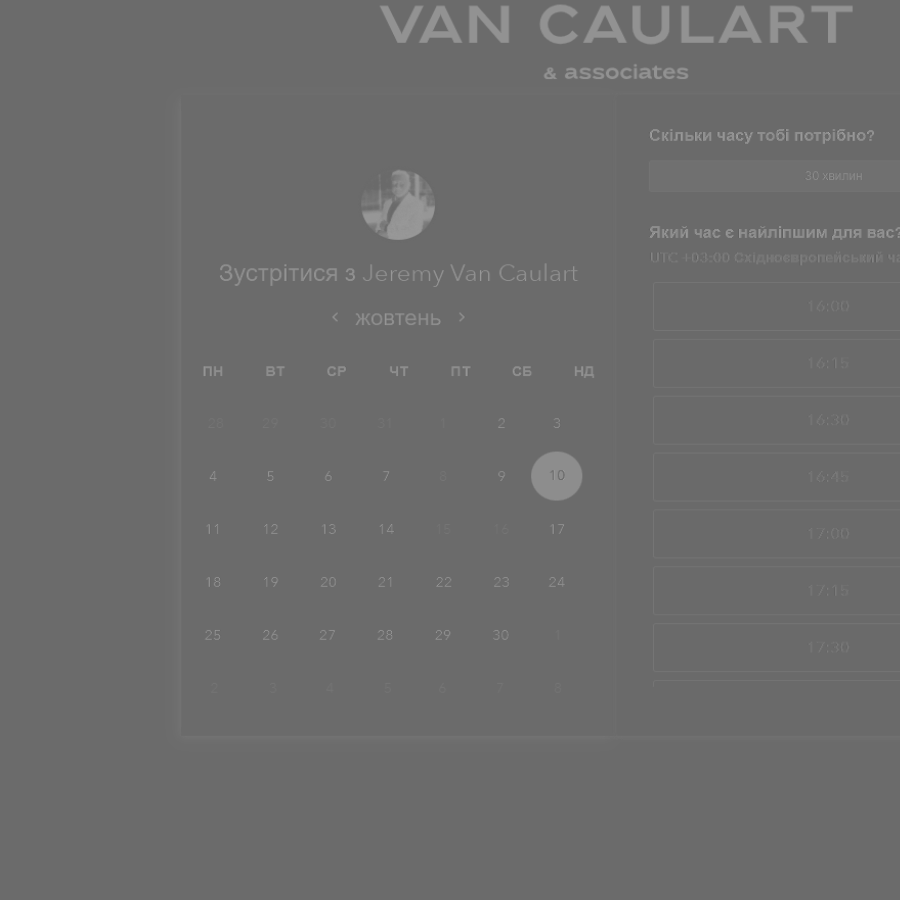 VAN CAULART
& associates
Зустрітися з Jeremy Van Caulart
жовтень
ПН ВТ СР ЧТ ПТ СБ НД
28 29 30 31 1 2 3
4 5 6 7 8 9 10
11 12 13 14 15 16 17
18 19 20 21 22 23 24
25 26 27 28 29 30 1
2 3 4 5 6 7 8
Скільки часу тобі потрібно?
30 хвилин
Який час є найліпшим для вас?
UTC +03:00 Східноєвропейський
16:00
16:15
16:30
16:45
17:00
17:15
17:30